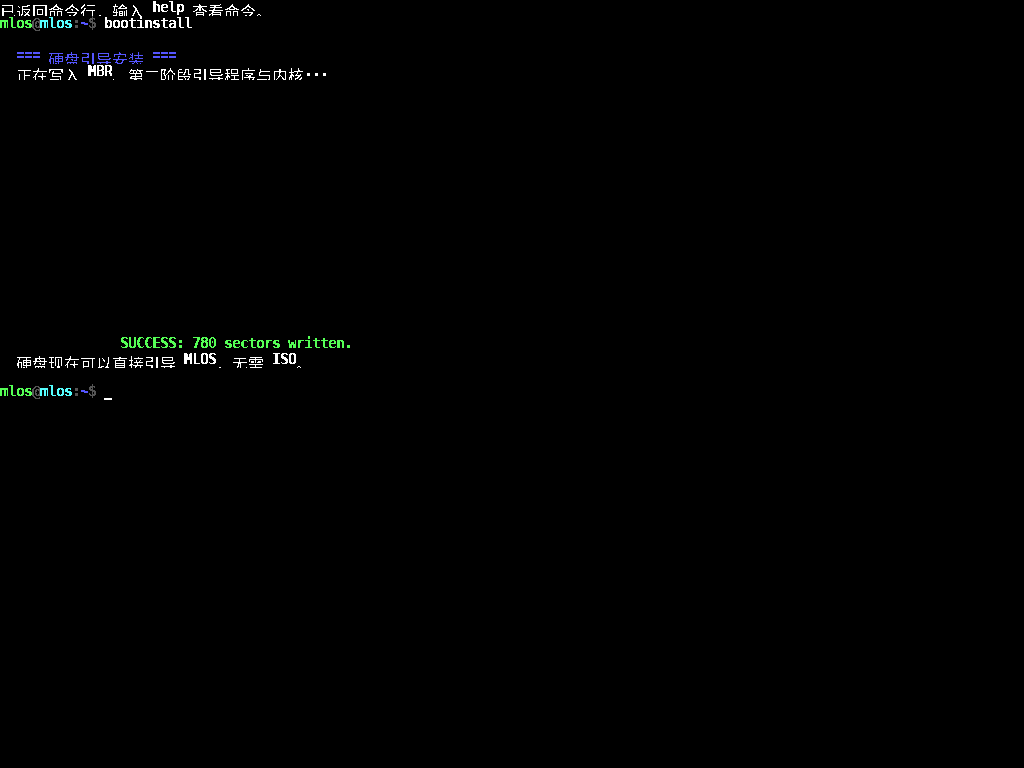 已返回命令行，输入 help 查看命令。
mlos@mlos:~$ bootinstall
=== 硬盘引导安装 ===
正在写入 MBR、第二阶段引导程序与内核...
SUCCESS: 780 sectors written.
硬盘现在可以直接引导 MLOS，无需 ISO。
mlos@mlos:~$ _